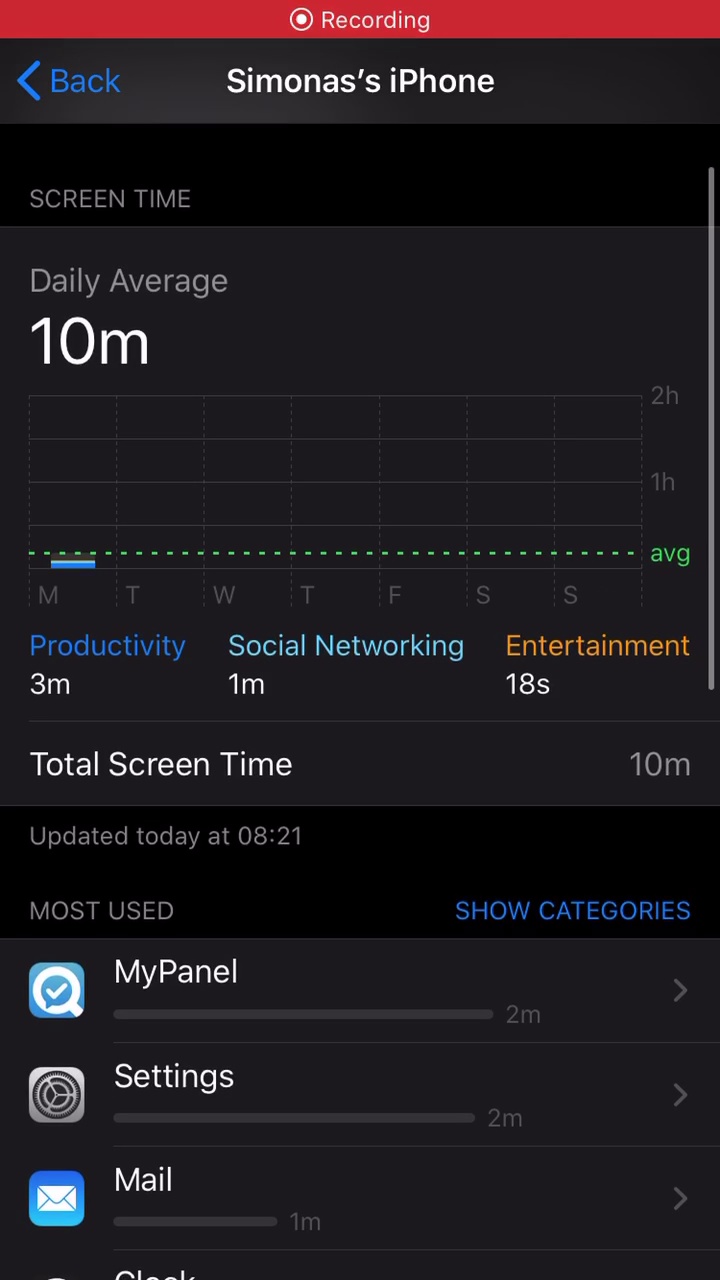 Recording
Back
Simonas’s iPhone
SCREEN TIME
Daily Average
10m
2h
1h
avg
M T W T F S S
Productivity Social Networking Entertainment
3m 1m 18s
Total Screen Time 10m
Updated today at 08:21
MOST USED SHOW CATEGORIES
MyPanel
2m
Settings
2m
Mail
1m
Clock